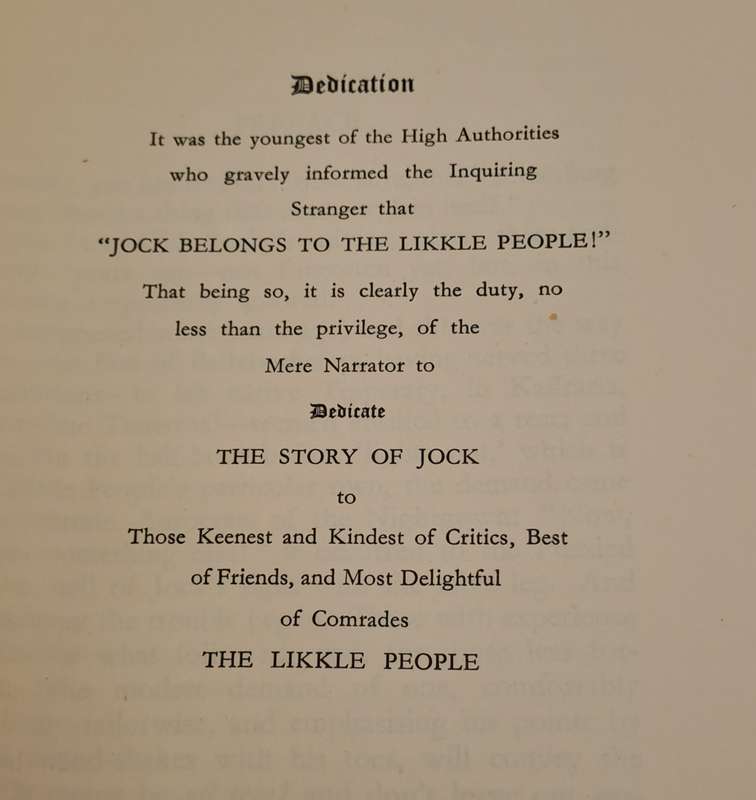 Dedication
It was the youngest of the High Authorities
who gravely informed the Inquiring
Stranger that
“JOCK BELONGS TO THE LIKKLE PEOPLE!”
That being so, it is clearly the duty, no
less than the privilege, of the
Mere Narrator to
Dedicate
THE STORY OF JOCK
to
Those Keenest and Kindest of Critics, Best
of Friends, and Most Delightful
of Comrades
THE LIKKLE PEOPLE